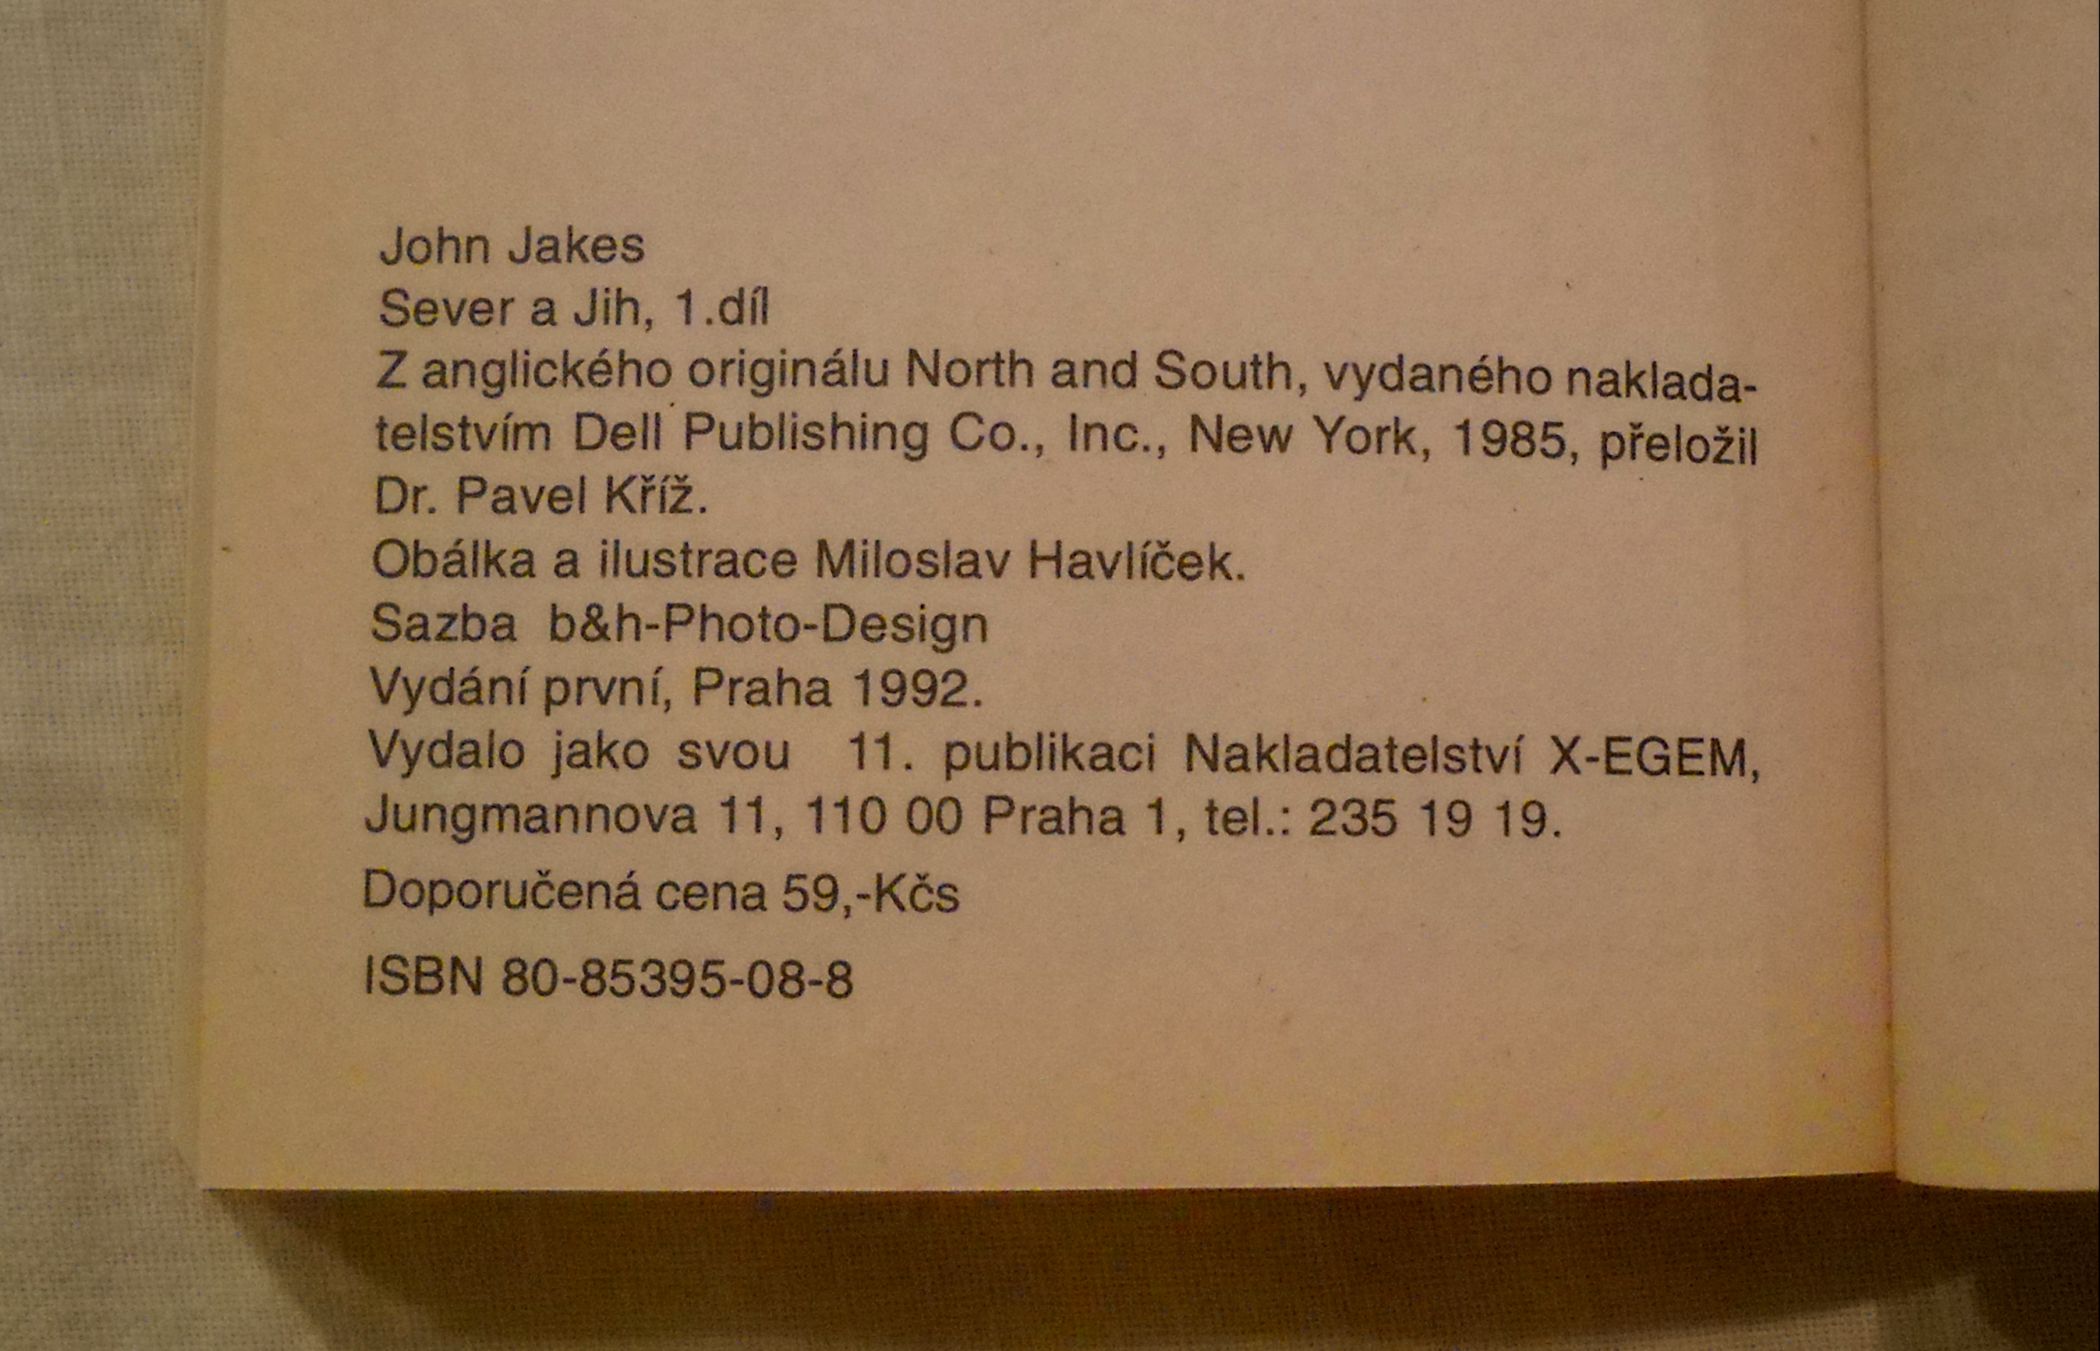 John Jakes
Sever a Jih, 1.díl
Z anglického originálu North and South, vydaného naklada-
telstvím Dell Publishing Co., Inc., New York, 1985, přeložil
Dr. Pavel Kříž.
Obálka a ilustrace Miloslav Havlíček.
Sazba b&h-Photo-Design
Vydání první, Praha 1992.
Vydalo jako svou 11. publikaci Nakladatelství X-EGEM,
Jungmannova 11, 110 00 Praha 1, tel.: 235 19 19.
Doporučená cena 59,-Kčs
ISBN 80-85395-08-8